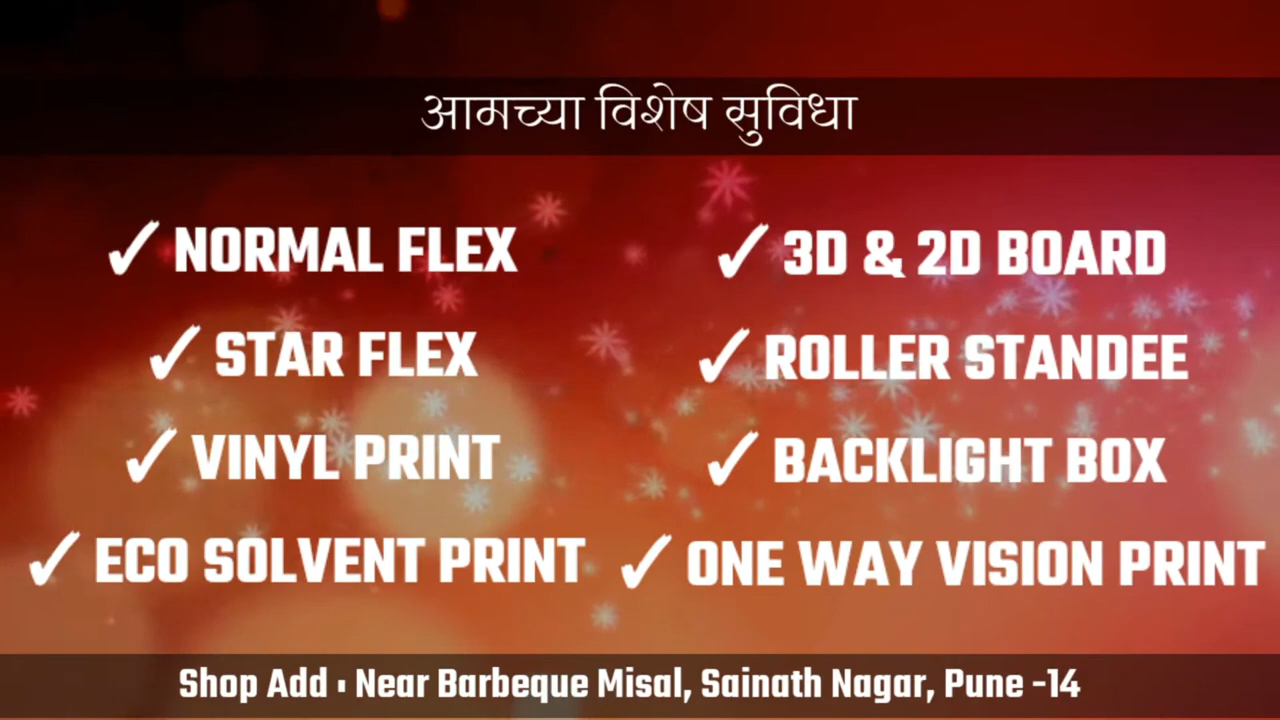 आमच्या विशेष सुविधा
✓ NORMAL FLEX
✓ STAR FLEX
✓ VINYL PRINT
✓ ECO SOLVENT PRINT
✓ 3D & 2D BOARD
✓ ROLLER STANDEE
✓ BACKLIGHT BOX
✓ ONE WAY VISION PRINT
Shop Add : Near Barbeque Misal, Sainath Nagar, Pune -14